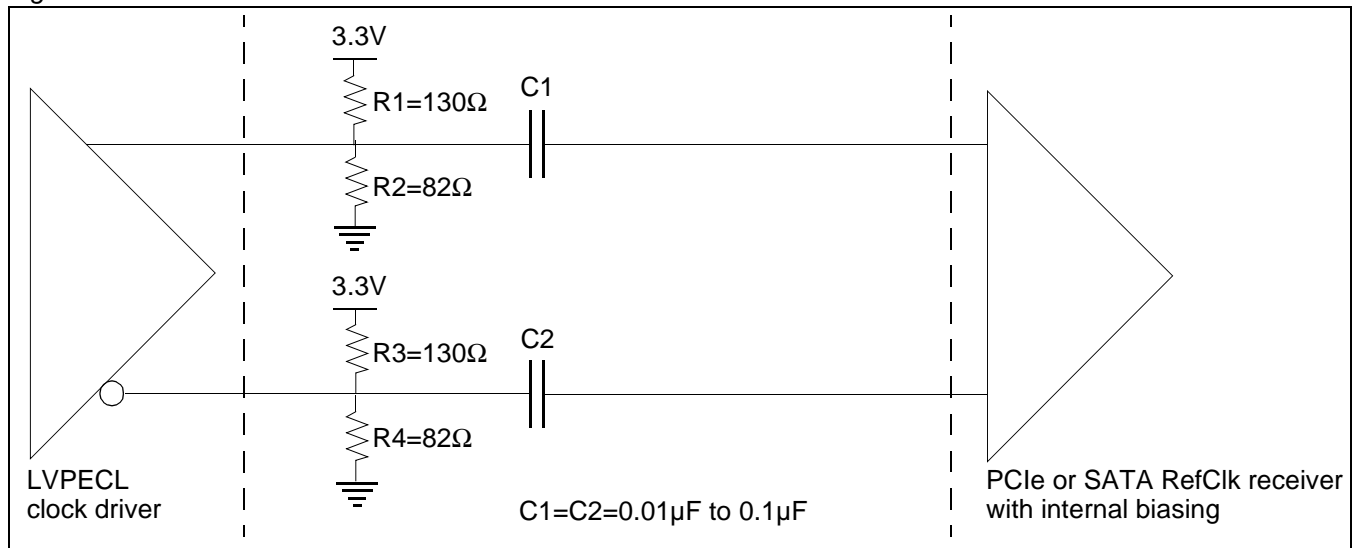 3.3V
C1
R1=130Ω
R2=82Ω
3.3V
C2
R3=130Ω
R4=82Ω
LVPECL
clock driver
C1=C2=0.01µF to 0.1µF
PCIe or SATA RefClk receiver
with internal biasing